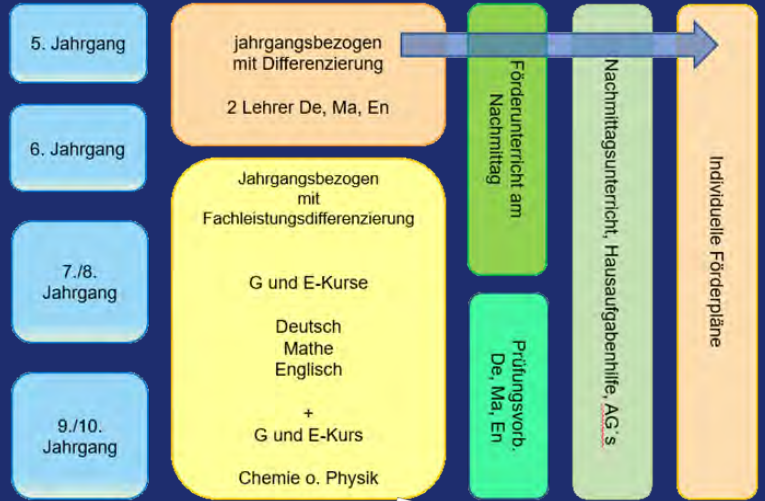 5. Jahrgang
6. Jahrgang
7./8.
Jahrgang
9./10.
Jahrgang
jahrgangsbezogen
mit Differenzierung
2 Lehrer De, Ma, En
Jahrgangsbezogen
mit
Fachleistungsdifferenzierung
G und E-Kurse
Deutsch
Mathe
Englisch
+
G und E-Kurs
Chemie o. Physik
Förderunterricht am
Nachmittag
Prüfungsvorb.
De, Ma, En
Nachmittagsunterricht, Hausaufgabenhilfe, AG´s
Individuelle Förderpläne